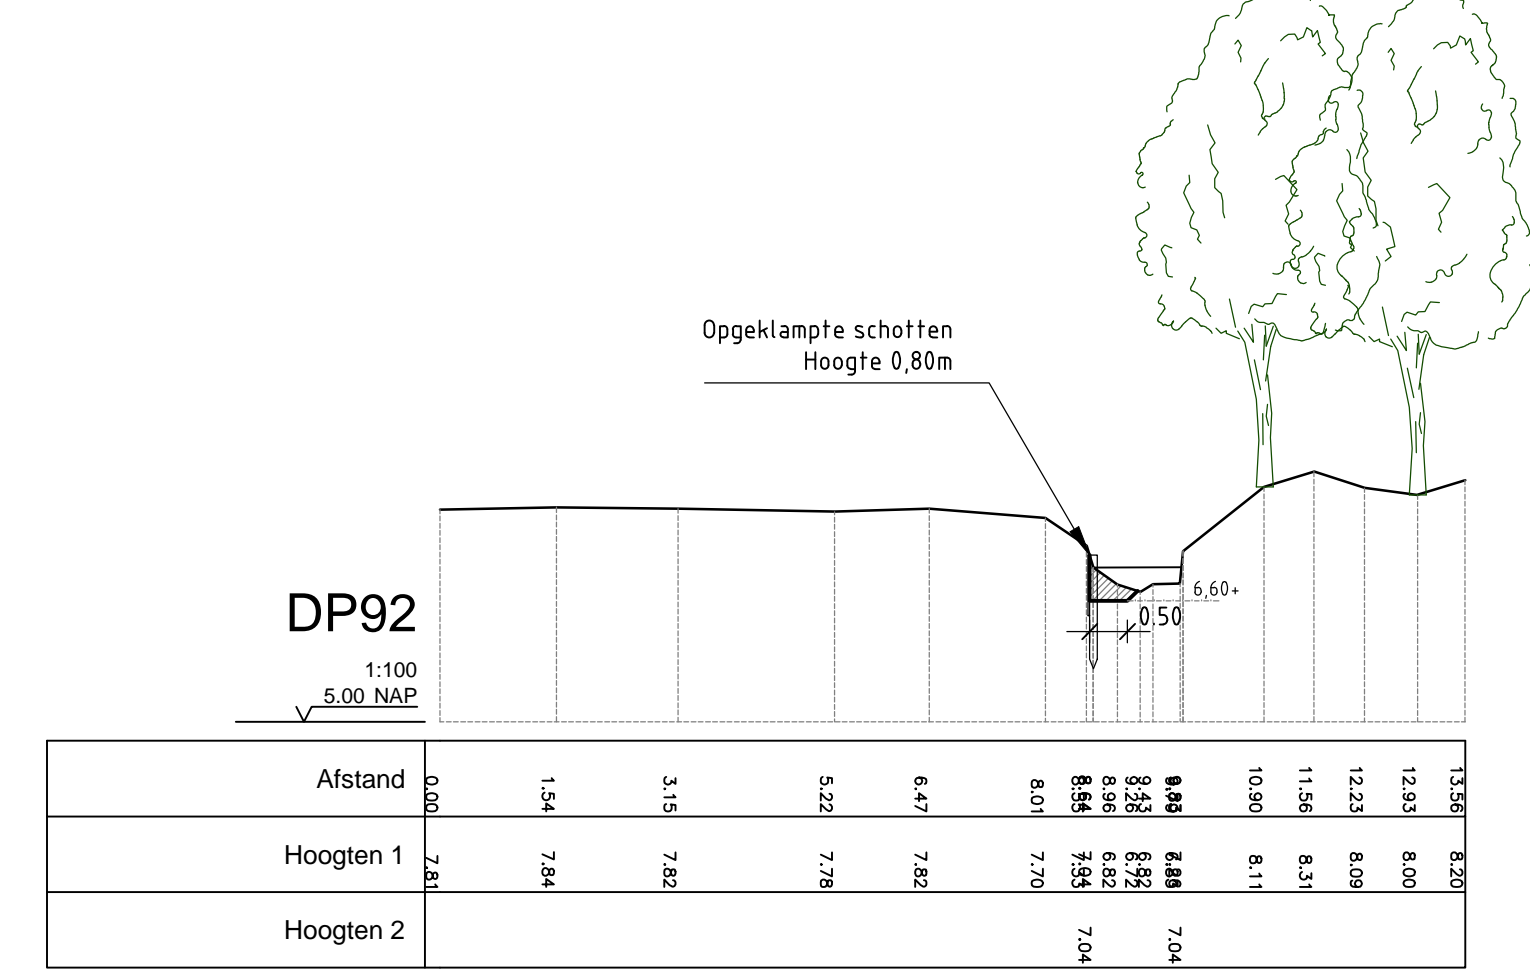 Opgeklampte schotten
Hoogte 0,80m
6,60+
0.50
DP92
1:100
5.00 NAP
Afstand 0.00 1.54 3.15 5.22 6.47 8.01 8.64 8.96 9.26 9.43 10.90 11.56 12.23 12.93 13.56
Hoogten 1 7.81 7.84 7.82 7.78 7.82 7.70 7.04 6.82 6.72 6.82 8.11 8.31 8.09 8.00 8.20
Hoogten 2 7.04 7.04